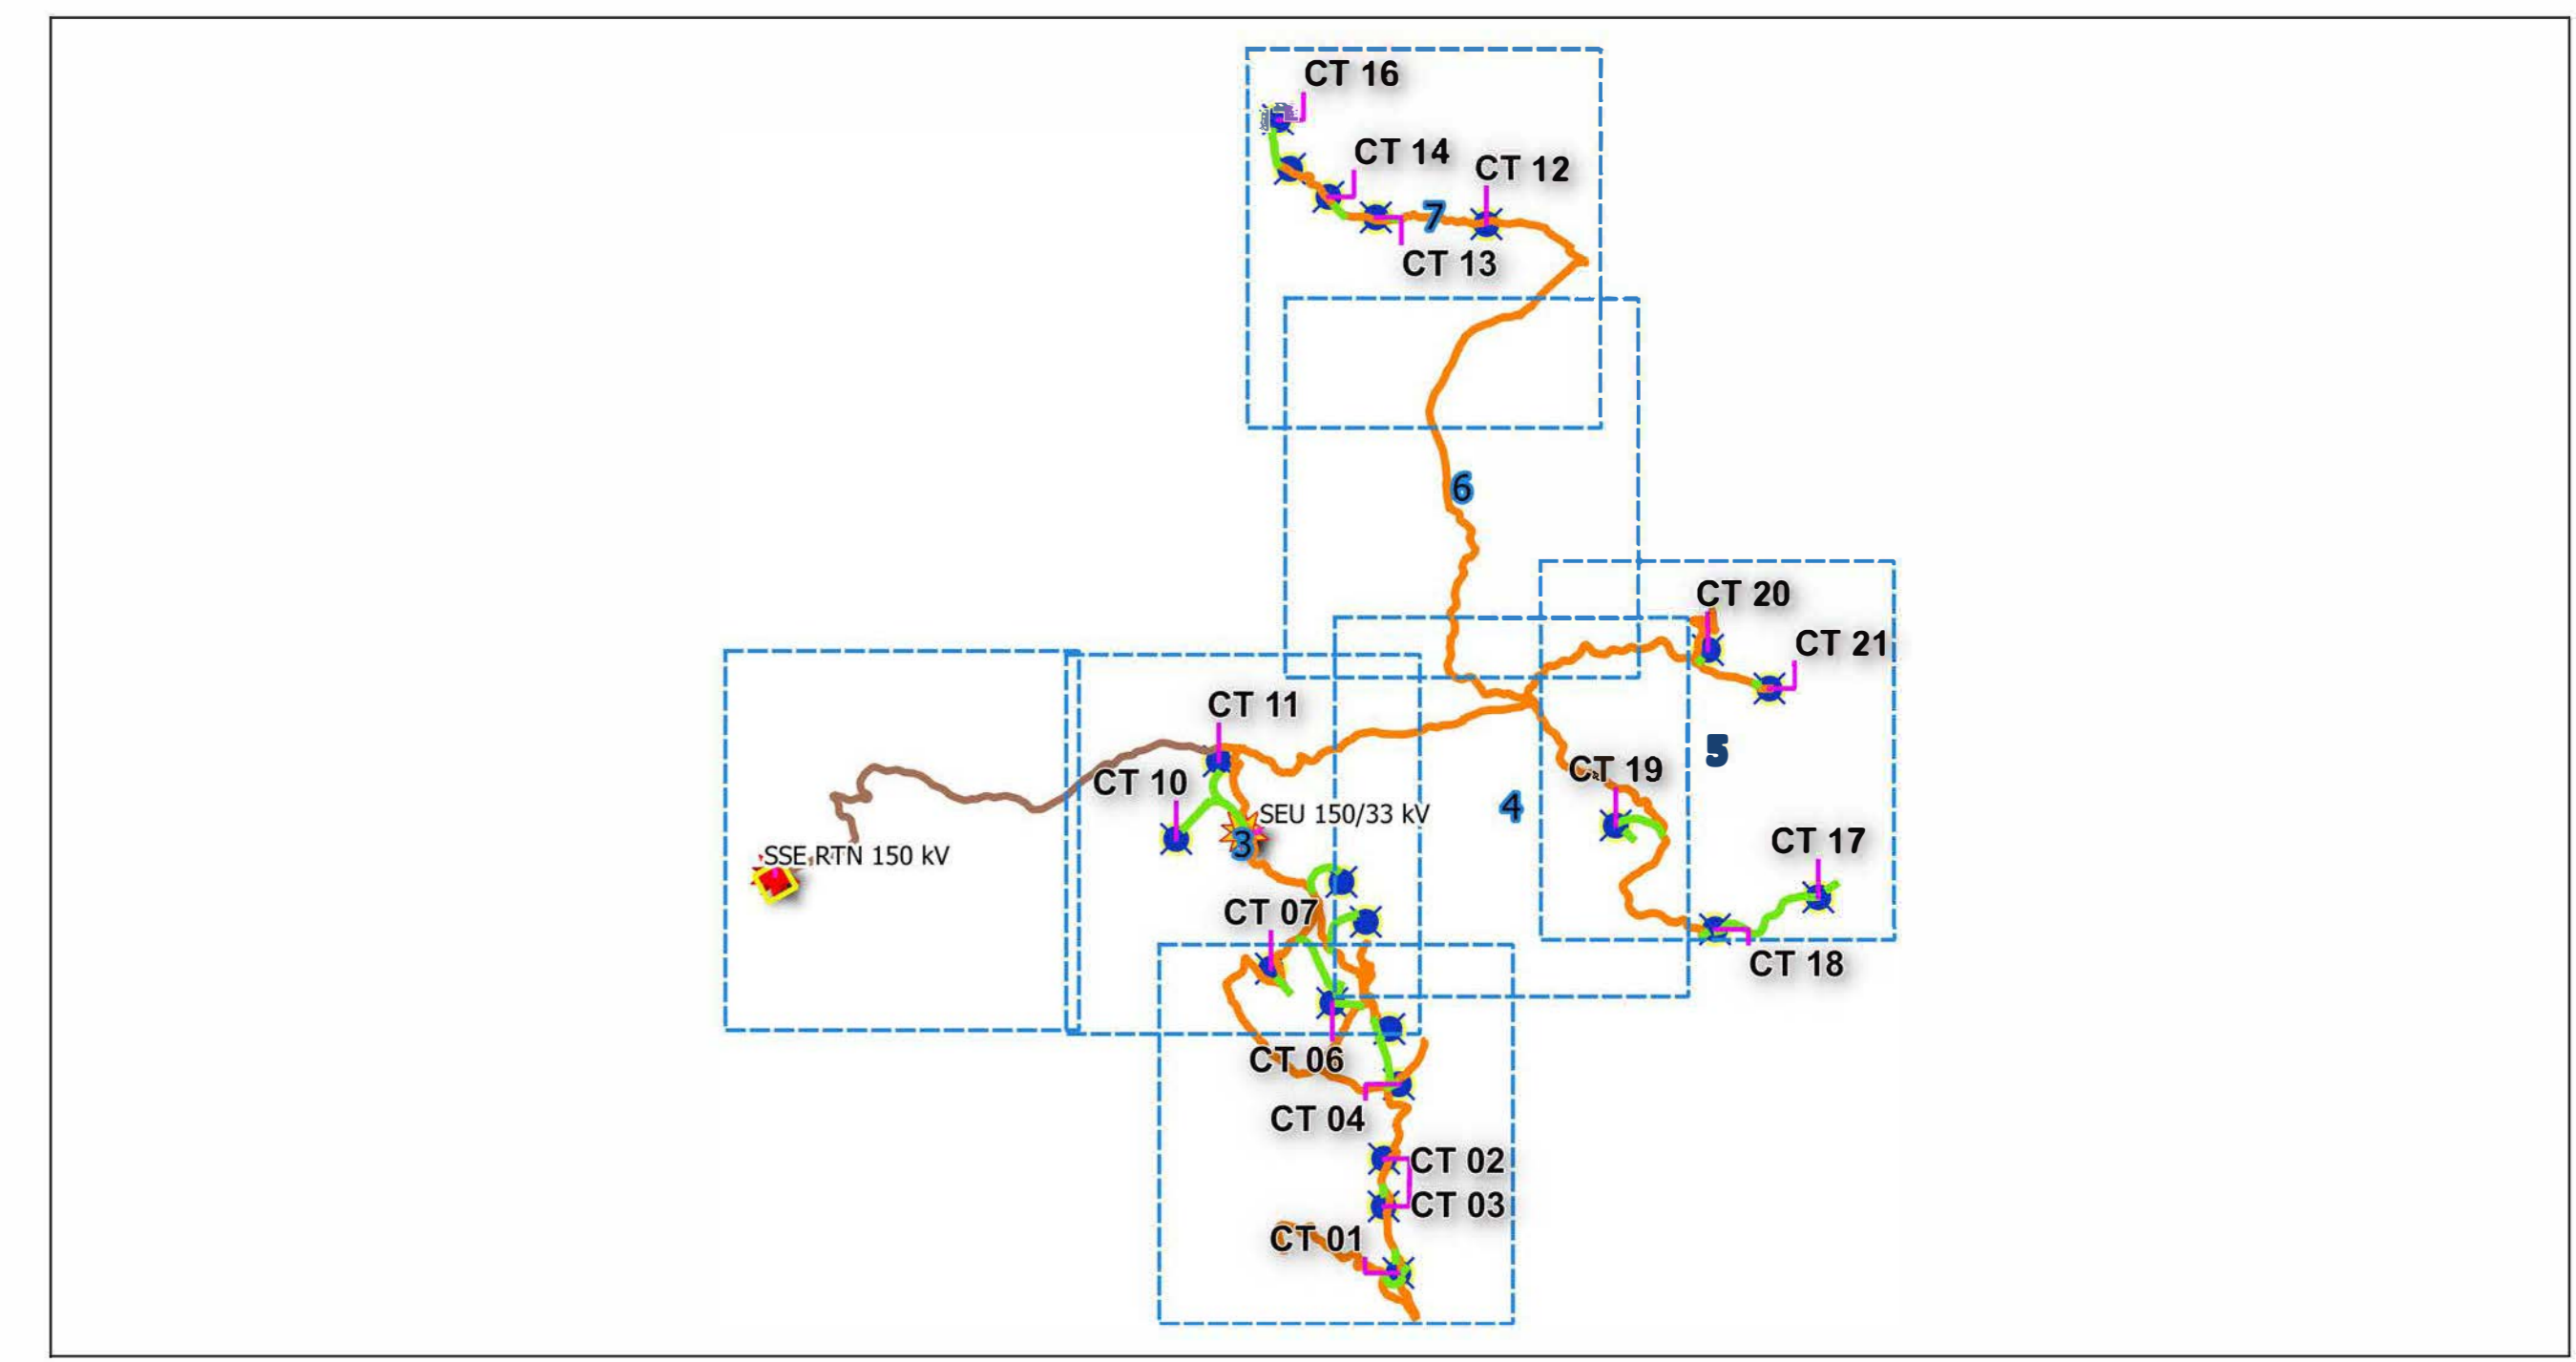 CT 16
CT 14
CT 12
7
CT 13
6
CT 20
CT 21
CT 11
5
CT 19
CT 10
4
SEU 150/33 kV
3
CT 17
SSE RTN 150 kV
CT 07
CT 18
CT 06
CT 04
CT 02
CT 03
CT 01